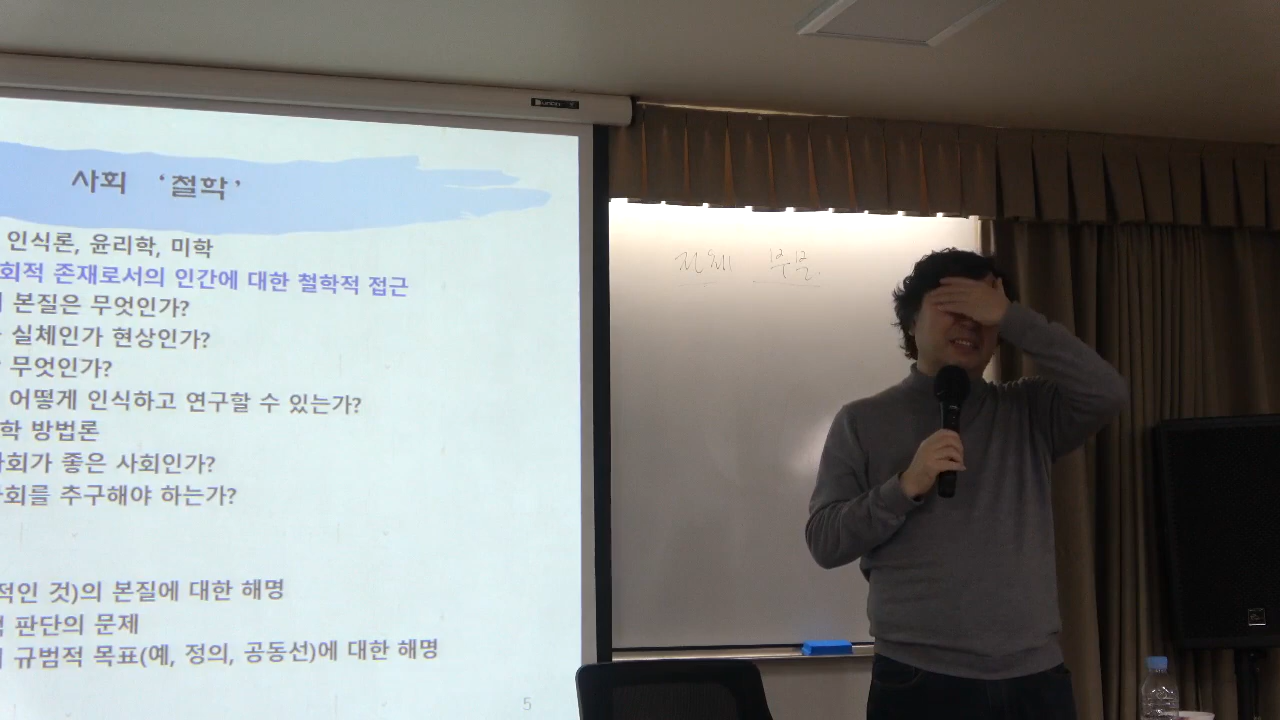 사회 ‘철학’
인식론, 윤리학, 미학
회적 존재로서의 인간에 대한 철학적 접근
본질은 무엇인가?
실체인가 현상인가?
무엇인가?
어떻게 인식하고 연구할 수 있는가?
학 방법론
사회가 좋은 사회인가?
사회를 추구해야 하는가?
적인 것)의 본질에 대한 해명
판단의 문제
규범적 목표(예, 정의, 공동선)에 대한 해명
5
전체 부분